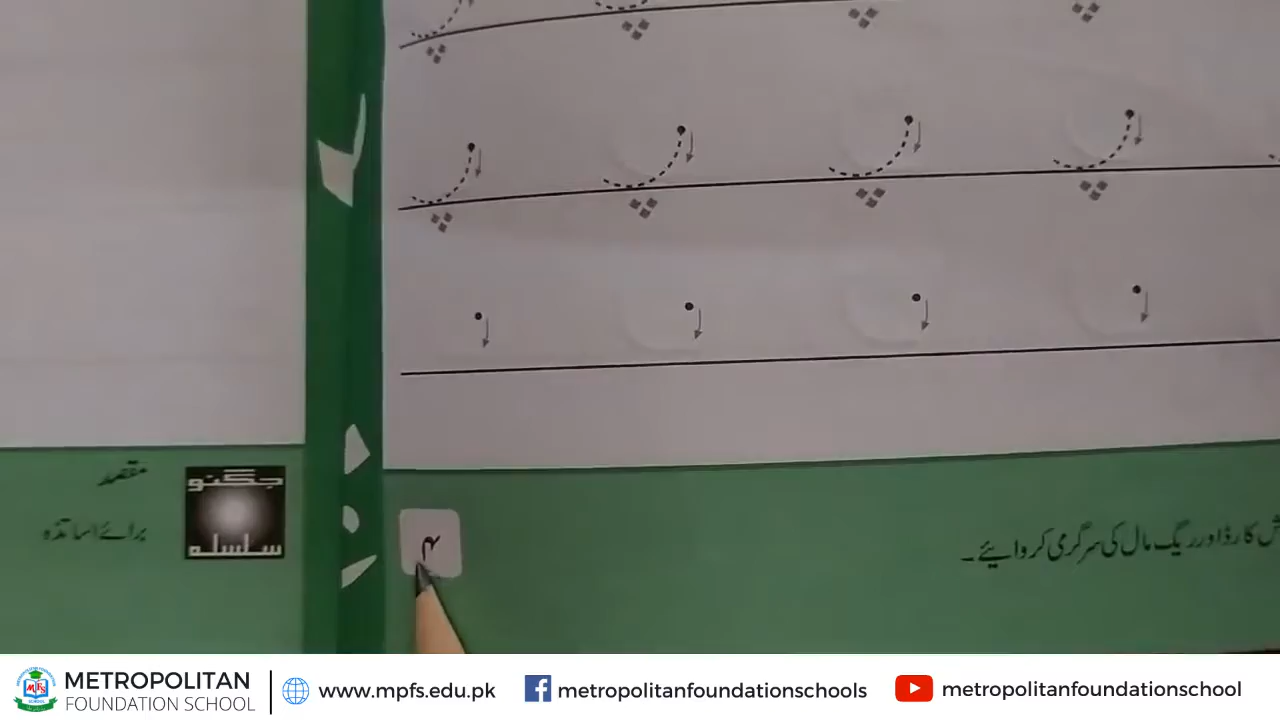 مقصد
برائے اساتذہ
جگنو
سلسلہ
کارڈ اور ریگ مال کی سرگرمی کروائیے۔
۴
METROPOLITAN
FOUNDATION SCHOOL
www.mpfs.edu.pk
metropolitanfoundationschools
metropolitanfoundationschool